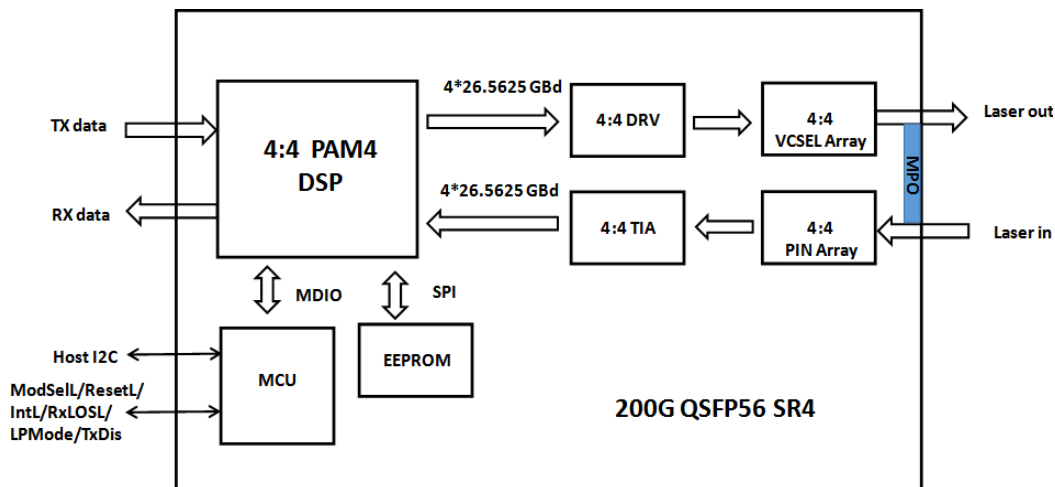 4*26.5625 GBd
TX data
4:4 PAM4
DSP
4:4 DRV
4:4
VCSEL Array
Laser out
MPO
RX data
4*26.5625 GBd
4:4 TIA
4:4
PIN Array
Laser in
MDIO
SPI
Host I2C
MCU
EEPROM
ModSelL/ResetL/
IntL/RxLOSL/
LPMode/TxDis
200G QSFP56 SR4